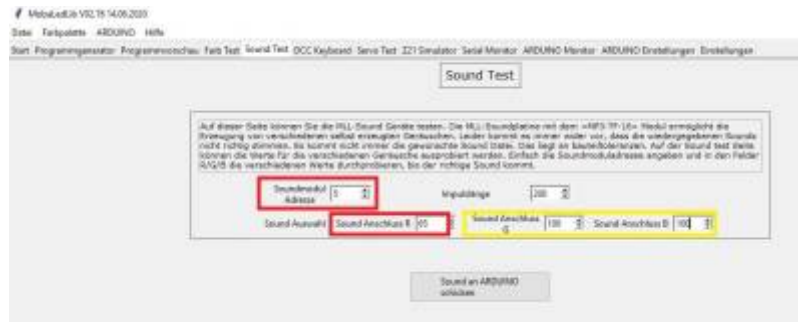 MobaLedLib V02.16 14.06.2020
Datei Farbpalette ARDUINO Hilfe
Start Programmgenerator Programmvorschau Farb Test Sound Test DCC Keyboard Servo Test Z21 Simulator Serial Monitor ARDUINO Monitor ARDUINO Einstellungen Einstellungen
Sound Test
Auf dieser Seite können Sie die MLL-Sound Geräte testen. Die MLL-Soundplatine mit dem »MP3-TF-16« Modul ermöglicht die
Erzeugung von verschiedenen selbst erzeugten Geräuschen. Leider kommt es immer wider vor, dass die wiedergegebenen Sounds
nicht richtig stimmen. Es kommt nicht immer die gewünschte Sound Datei. Dies liegt an Bauteiltoleranzen. Auf der Sound test Seite
können die Werte für die verschiedenen Geräusche ausprobiert werden. Einfach die Soundmoduladresse angeben und in den Felder
R/G/B die verschiedenen Werte durchprobieren, bis der richtige Sound kommt.
Soundmodul Adresse Impulslänge 200
Sound Auswahl Sound Anschluss R 65 Sound Anschluss G 100 Sound Anschluss B 100
Sound an ARDUINO
schicken